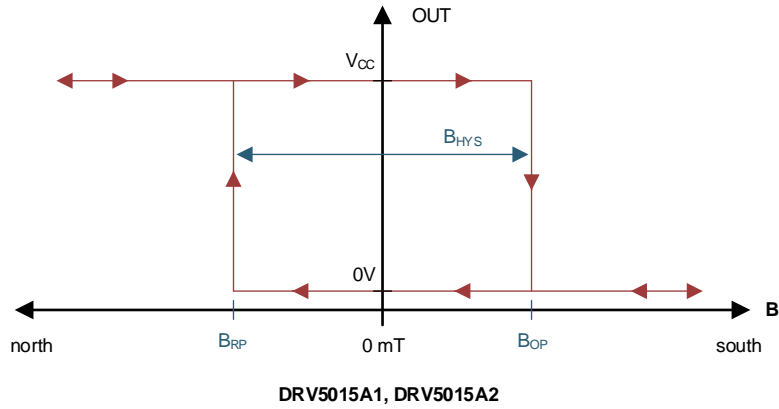 OUT
VCC
BHYS
0V
B
north
BRP
0 mT
BOP
south
DRV5015A1, DRV5015A2